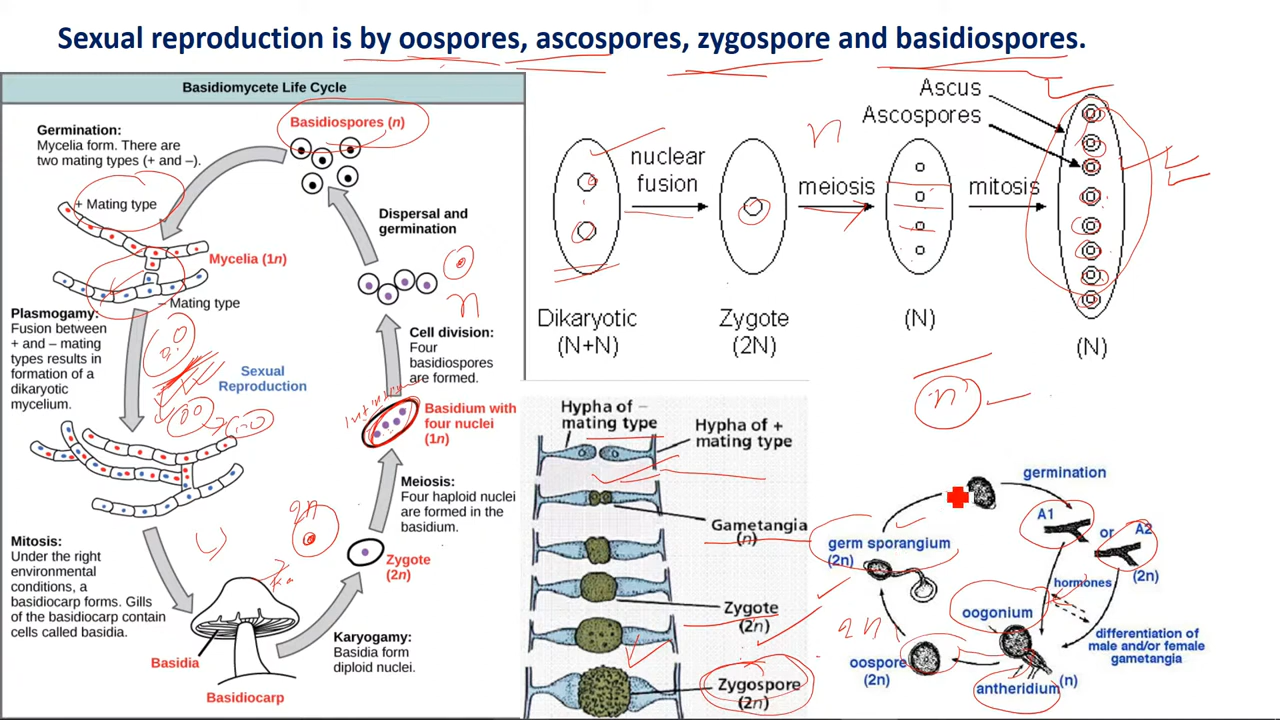 Sexual reproduction is by oospores, ascospores, zygospore and basidiospores.
Basidiomycete Life Cycle
Basidiospores (n)
Germination:
Mycelia form. There are
two mating types (+ and –).
+ Mating type
Mycelia (1n)
– Mating type
Plasmogamy:
Fusion between
+ and – mating
types results in
formation of a
dikaryotic
mycelium.
Sexual
Reproduction
Mitosis:
Under the right
environmental
conditions, a
basidiocarp forms. Gills
of the basidiocarp contain
cells called basidia.
Basidia
Basidiocarp
Dispersal and
germination
n
Cell division:
Four
basidiospores
are formed.
Basidium with
four nuclei
(1n)
Meiosis:
Four haploid nuclei
are formed in the
basidium.
2n
Zygote
(2n)
Karyogamy:
Basidia form
diploid nuclei.
Ascus
Ascospores
n
nuclear
fusion
meiosis
mitosis
Dikaryotic
(N+N)
Zygote
(2N)
(N)
(N)
n
Hypha of –
mating type
Hypha of +
mating type
Gametangia
(n)
Zygote
(2n)
Zygospore
(2n)
germination
A1
or
A2
(2n)
germ sporangium
(2n)
hormones
oogonium
differentiation of
male and/or female
gametangia
2n
oospore
(2n)
antheridium
(n)